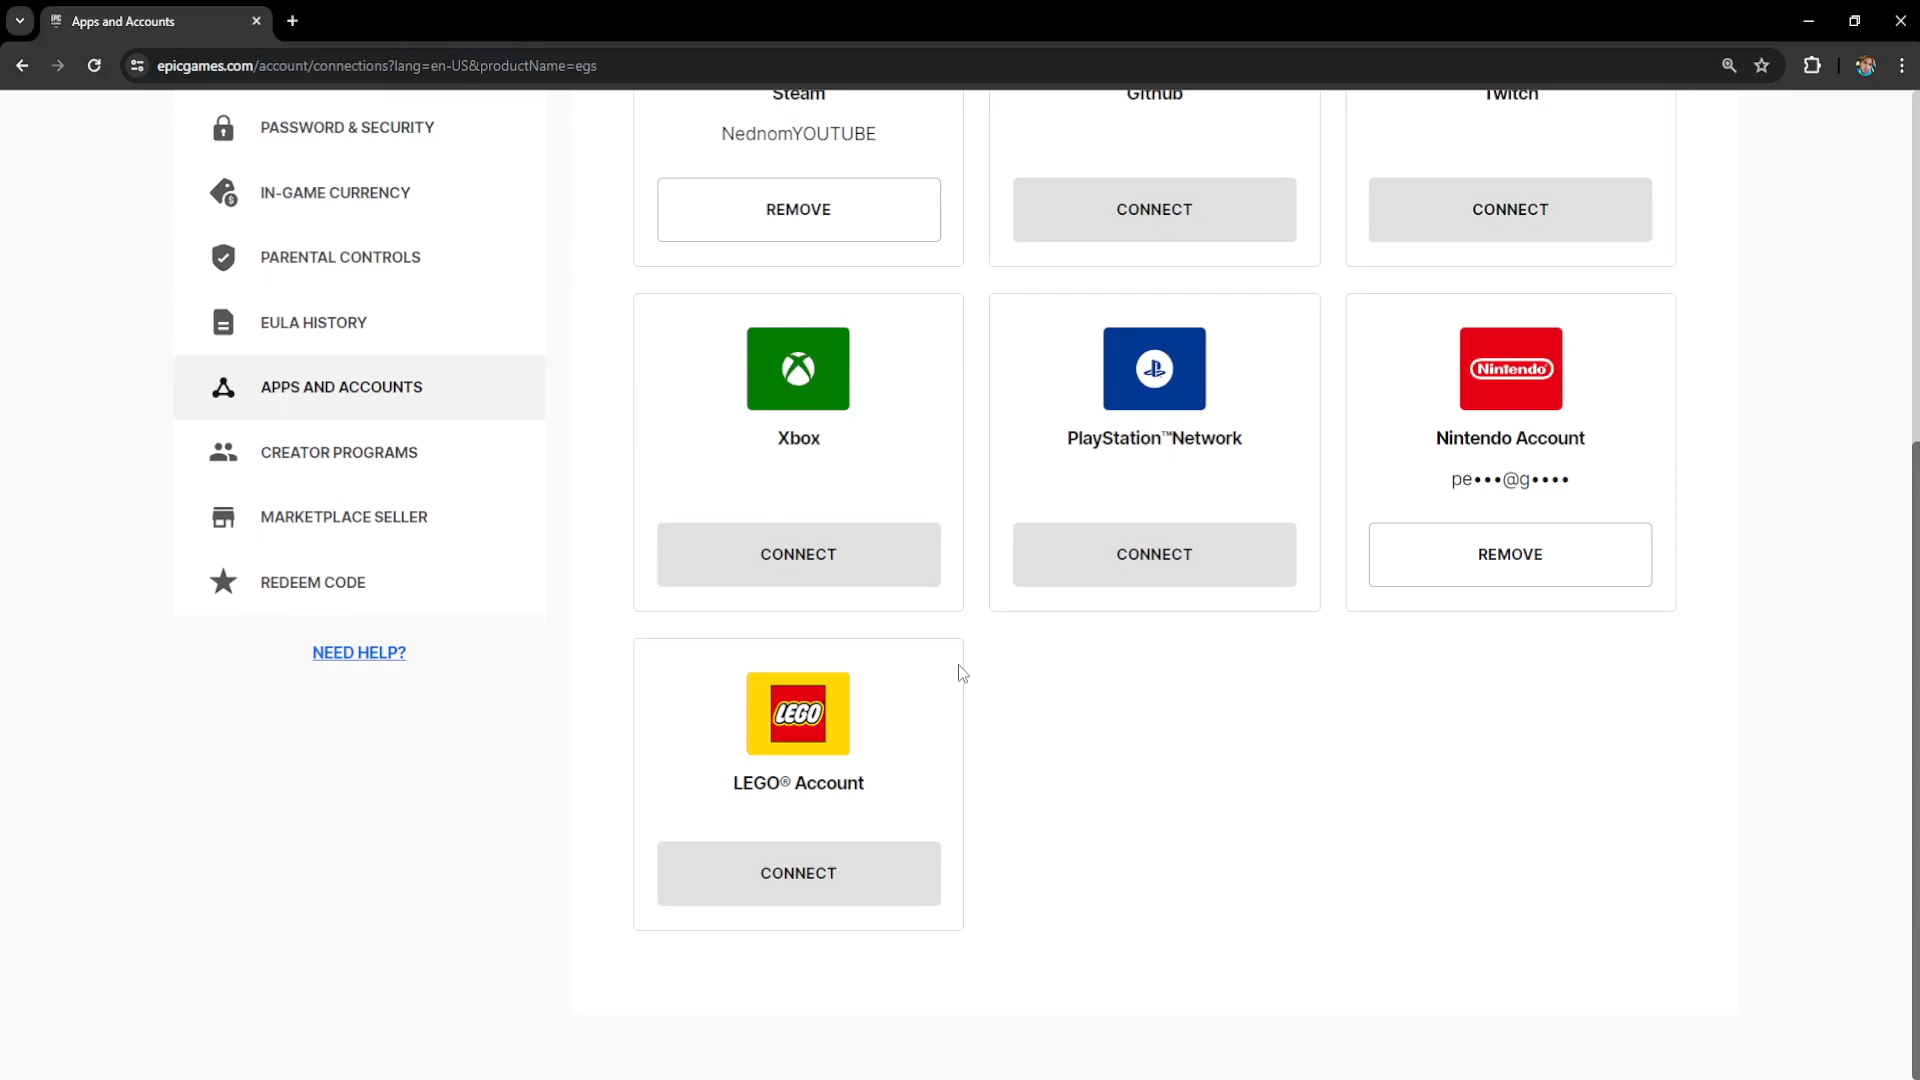 Apps and Accounts
epicgames.com/account/connections?lang=en-US&productName=egs
PASSWORD & SECURITY
IN-GAME CURRENCY
PARENTAL CONTROLS
EULA HISTORY
APPS AND ACCOUNTS
CREATOR PROGRAMS
MARKETPLACE SELLER
REDEEM CODE
NEED HELP?
Steam
NednomYOUTUBE
REMOVE
Github
CONNECT
Twitch
CONNECT
Xbox
CONNECT
PlayStation™Network
CONNECT
Nintendo
Nintendo Account
pe•••@g••••
REMOVE
LEGO
LEGO® Account
CONNECT